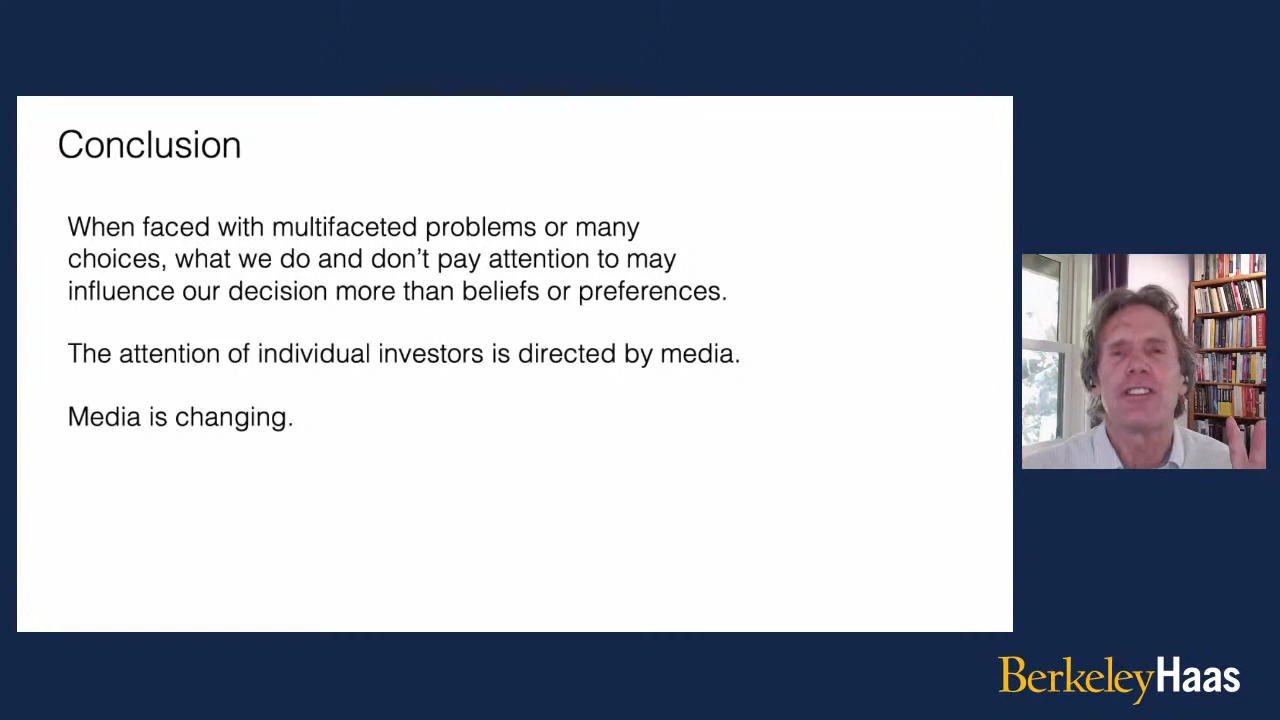 Conclusion
When faced with multifaceted problems or many
choices, what we do and don’t pay attention to may
influence our decision more than beliefs or preferences.
The attention of individual investors is directed by media.
Media is changing.
BerkeleyHaas